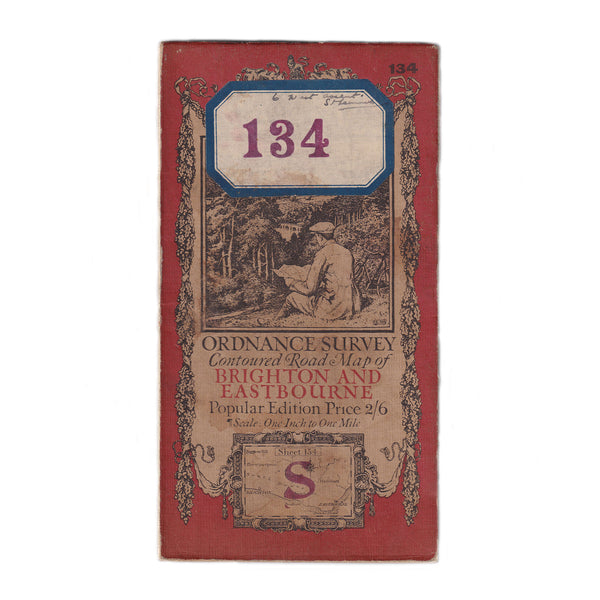 134
134
ORDNANCE SURVEY
Contoured Road Map of
BRIGHTON AND
EASTBOURNE
Popular Edition Price 2/6
Scale: One Inch to One Mile
Sheet 134
S